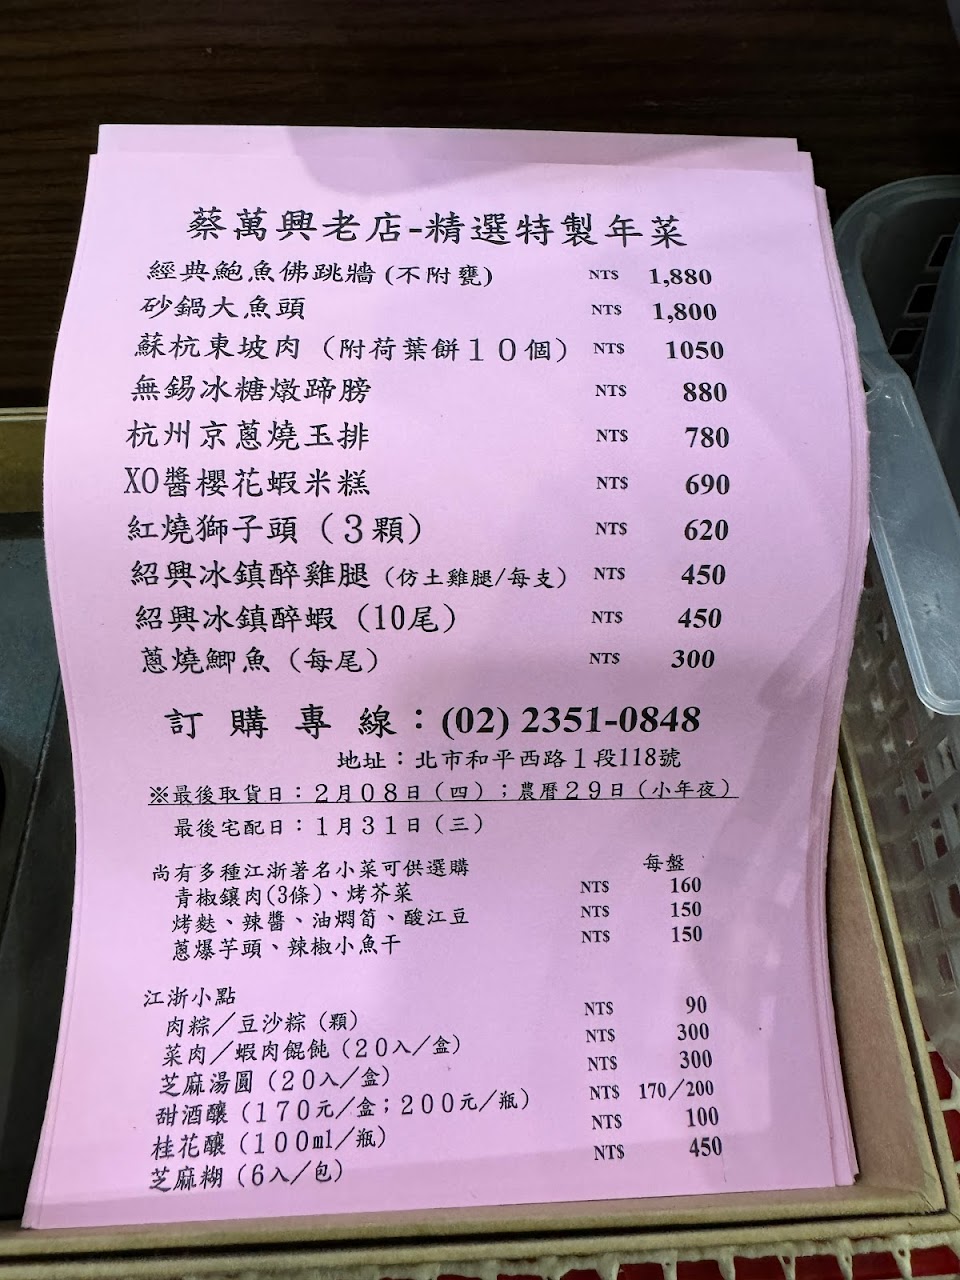 蔡萬興老店-精選特製年菜
經典鮑魚佛跳牆(不附甕) NT$ 1,880
砂鍋大魚頭 NT$ 1,800
蘇杭東坡肉(附荷葉餅10個) NT$ 1050
無錫冰糖燉蹄膀 NT$ 880
杭州京蔥燒玉排 NT$ 780
XO醬櫻花蝦米糕 NT$ 690
紅燒獅子頭(3顆) NT$ 620
紹興冰鎮醉雞腿(仿土雞腿/每支) NT$ 450
紹興冰鎮醉蝦(10尾) NT$ 450
蔥燒鯽魚(每尾) NT$ 300
訂購專線:(02) 2351-0848
地址:北市和平西路1段118號
※最後取貨日:2月08日(四);農曆29日(小年夜)
最後宅配日:1月31日(三)
尚有多種江浙著名小菜可供選購 每盤
青椒鑲肉(3條)、烤芥菜 NT$ 160
烤麩、辣醬、油燜筍、酸江豆 NT$ 150
蔥爆芋頭、辣椒小魚干 NT$ 150
江浙小點
肉粽/豆沙粽(顆) NT$ 90
菜肉/蝦肉餛飩(20入/盒) NT$ 300
芝麻湯圓(20入/盒) NT$ 300
甜酒釀(170元/盒;200元/瓶) NT$ 170/200
桂花釀(100ml/瓶) NT$ 100
芝麻糊(6入/包) NT$ 450